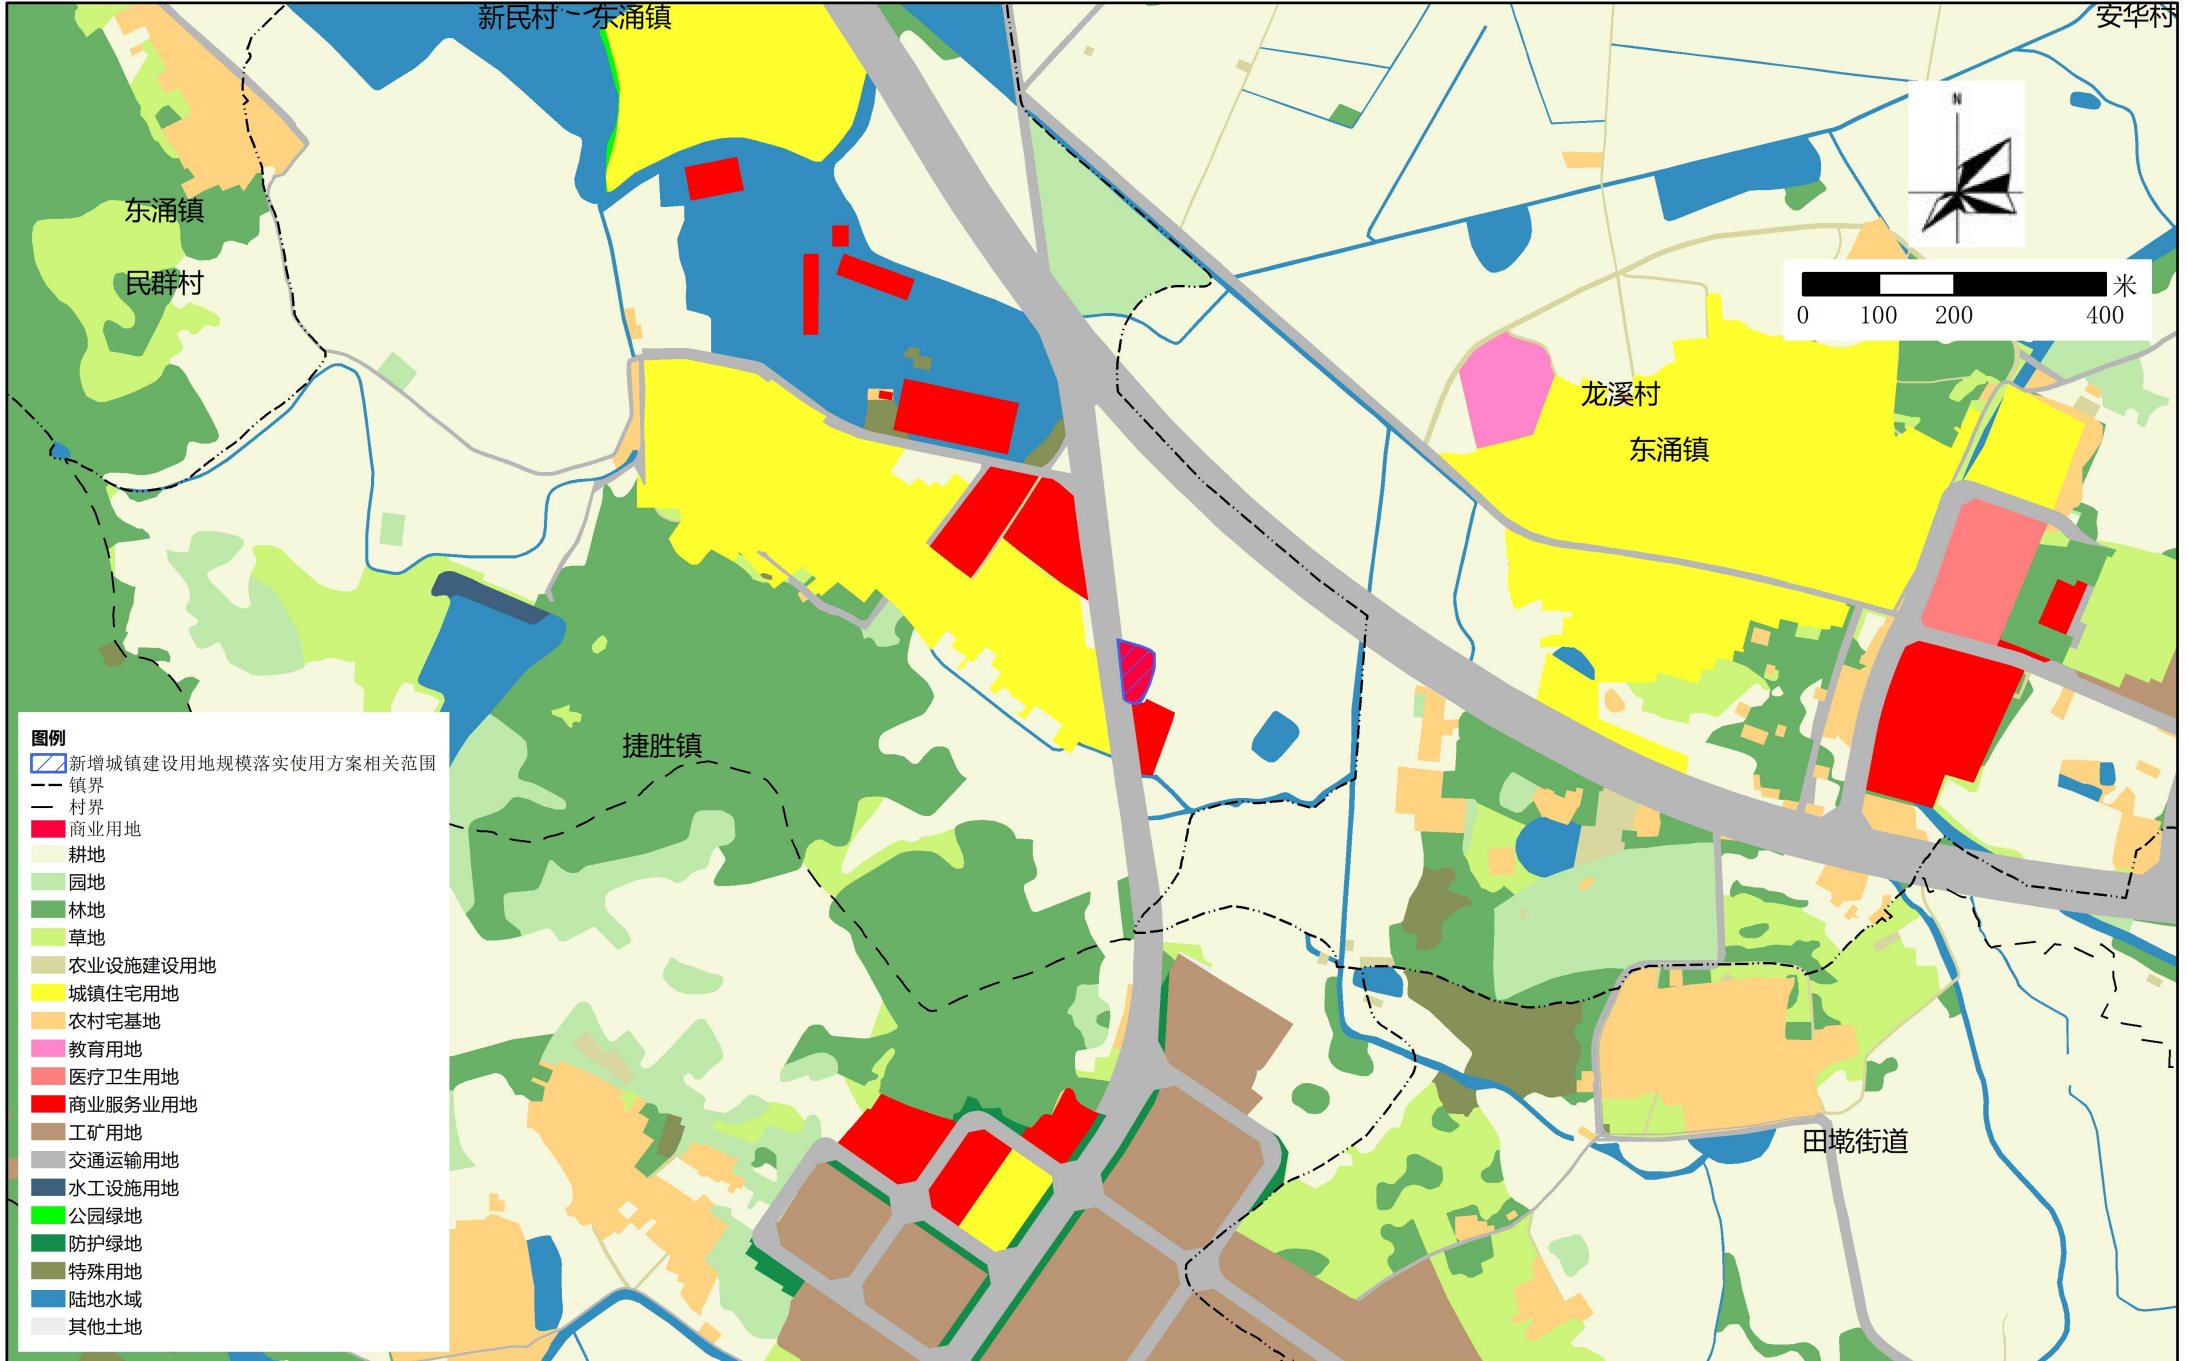 新民村 东涌镇
安华村
N
东涌镇
民群村
米
0 100 200 400
龙溪村
东涌镇
捷胜镇
田墘街道
图例
新增城镇建设用地规模落实使用方案相关范围
镇界
村界
商业用地
耕地
园地
林地
草地
农业设施建设用地
城镇住宅用地
农村宅基地
教育用地
医疗卫生用地
商业服务业用地
工矿用地
交通运输用地
水工设施用地
公园绿地
防护绿地
特殊用地
陆地水域
其他土地